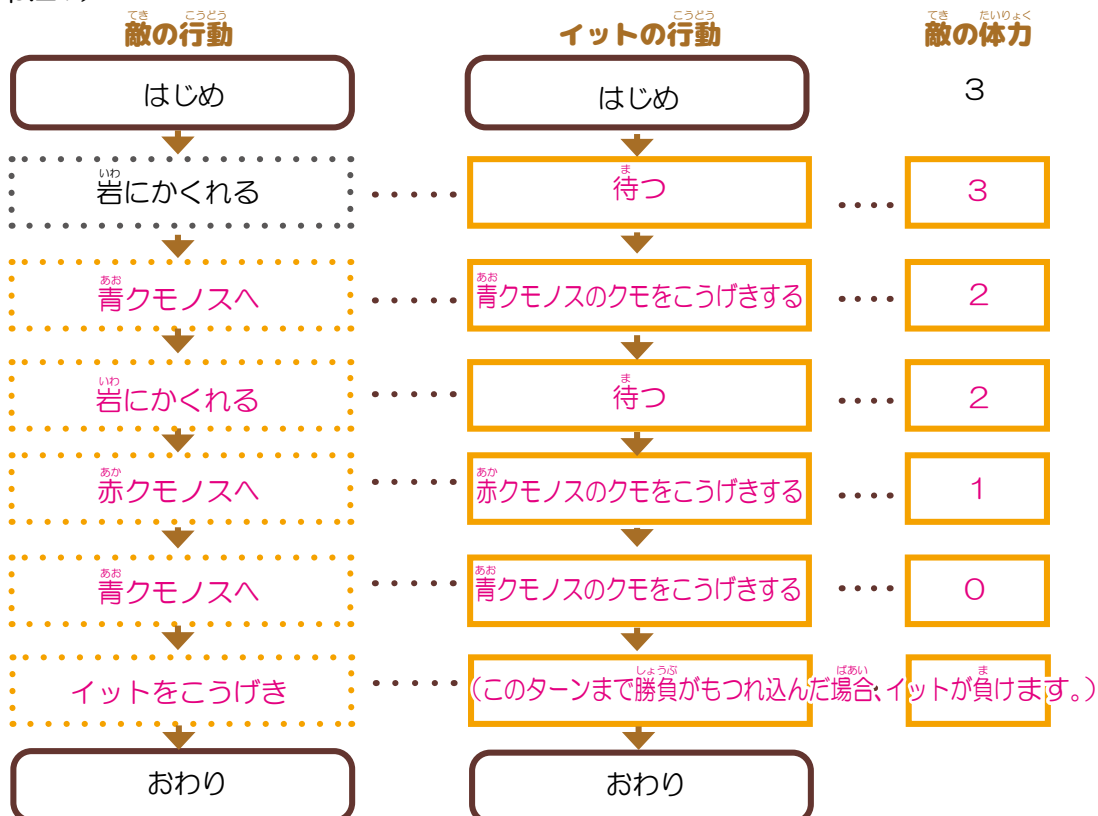 敵の行動 イットの行動 敵の体力
はじめ はじめ 3
岩にかくれる 待つ 3
青クモノスへ 青クモノスのクモをこうげきする 2
岩にかくれる 待つ 2
赤クモノスへ 赤クモノスのクモをこうげきする 1
青クモノスへ 青クモノスのクモをこうげきする 0
イットをこうげき (このターンまで勝負がもつれ込んだ場合、イットが負けます。)
おわり おわり